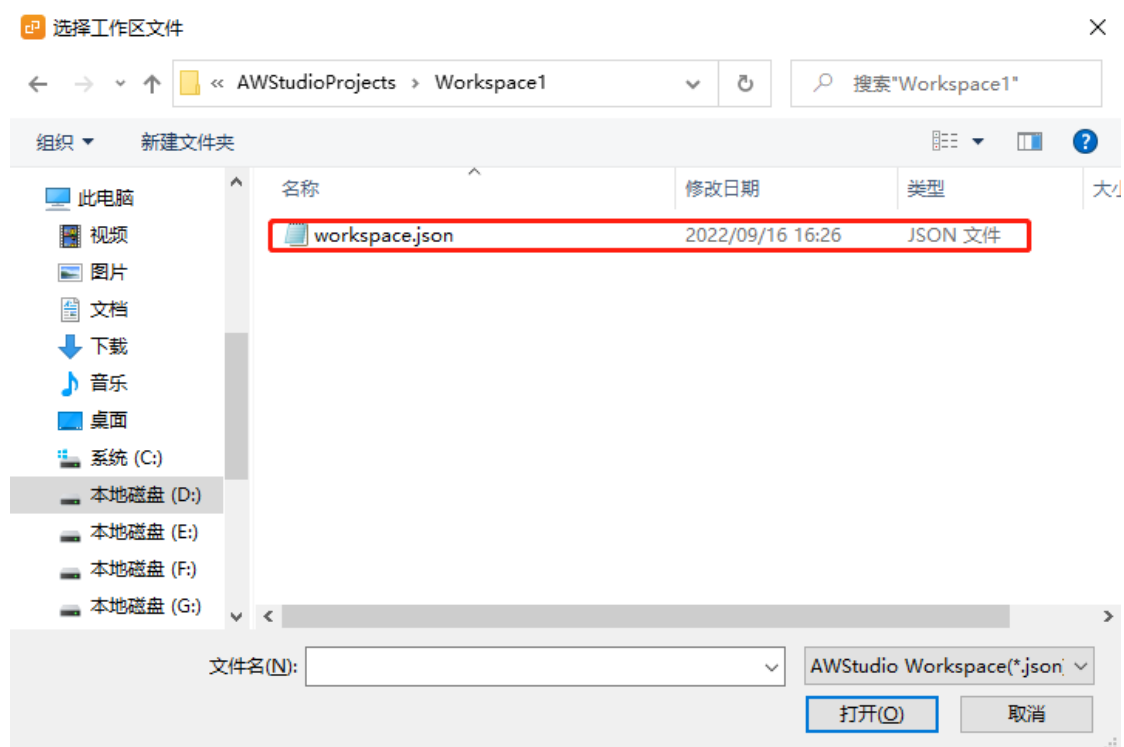 选择工作区文件
« AWStudioProjects › Workspace1
搜索"Workspace1"
组织 新建文件夹
名称 修改日期 类型 大小
此电脑
视频
图片
文档
下载
音乐
桌面
系统 (C:)
本地磁盘 (D:)
本地磁盘 (E:)
本地磁盘 (F:)
本地磁盘 (G:)
workspace.json 2022/09/16 16:26 JSON 文件
文件名(N):
AWStudio Workspace(*.json
打开(O) 取消